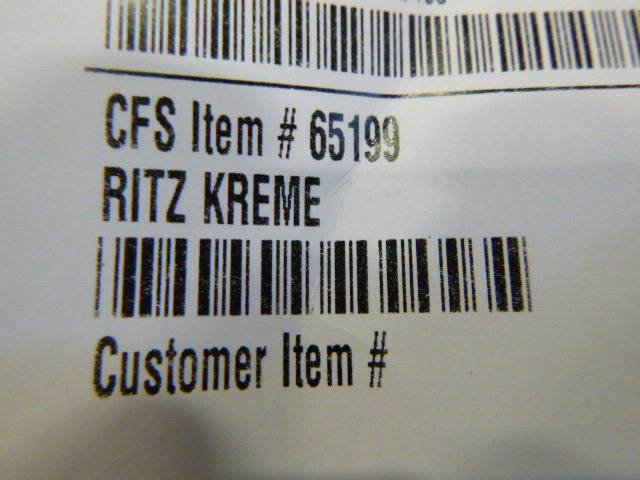 CFS Item # 65199
RITZ KREME
Customer Item #